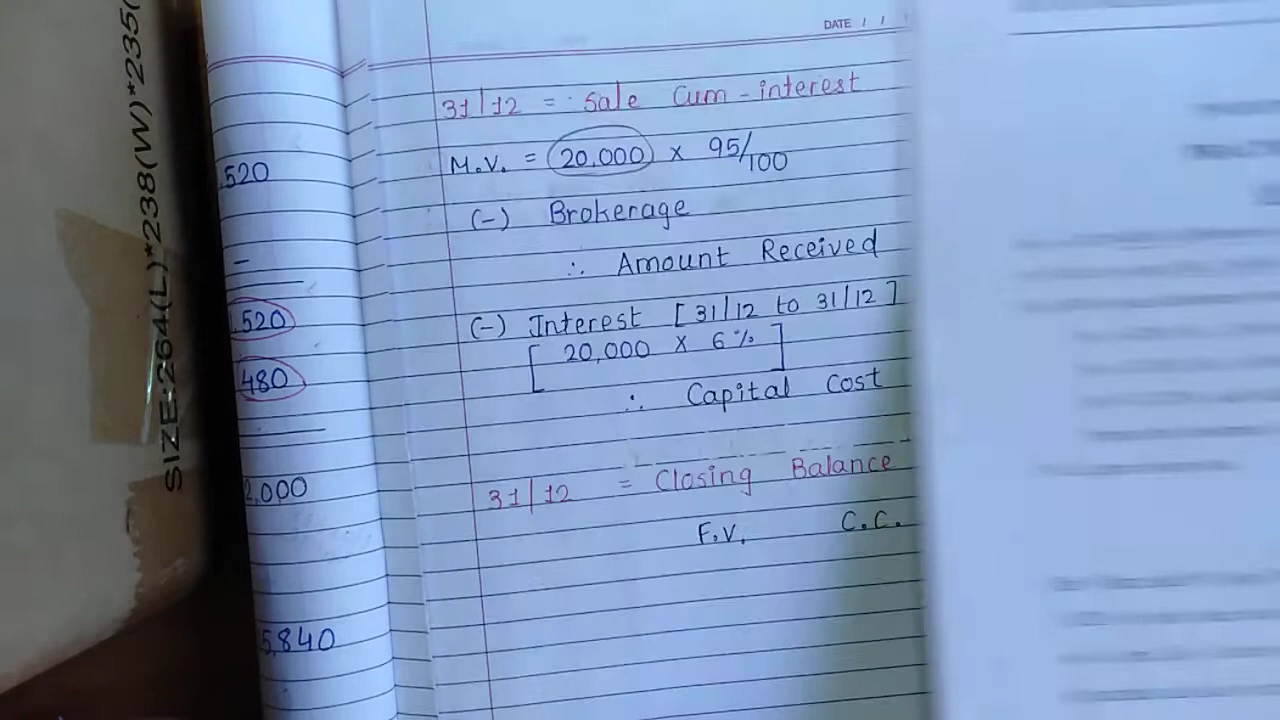 SIZE:264(L)*238(W)*235(
DATE / /
520
520
480
2,000
5,840
31/12 = Sale Cum-interest
M.V. = 20,000 × 95/100
(-) Brokerage
∴ Amount Received
(-) Interest [31/12 to 31/12]
[20,000 × 6%]
∴ Capital Cost
31/12 = Closing Balance
F.V. C.C.